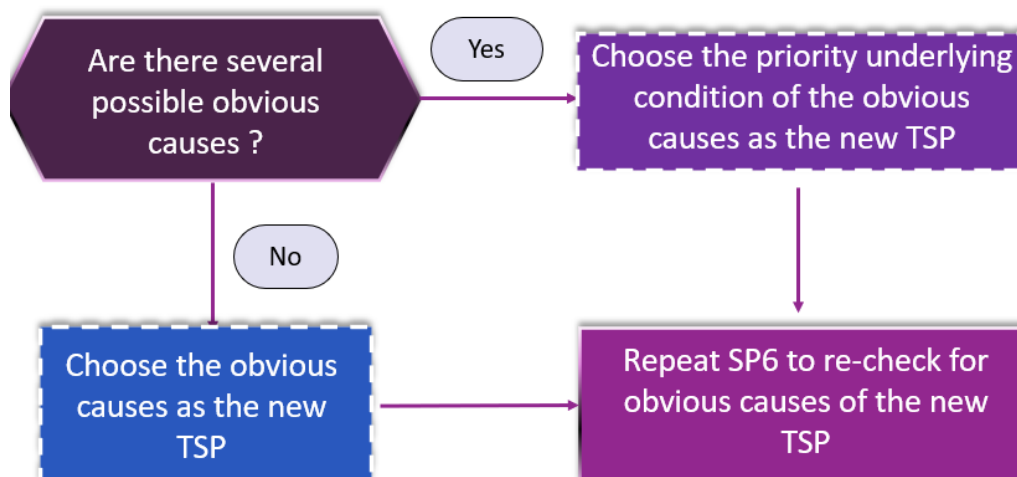 Are there several
possible obvious
causes ?
Yes
Choose the priority underlying
condition of the obvious
causes as the new TSP
No
Choose the obvious
causes as the new
TSP
Repeat SP6 to re-check for
obvious causes of the new
TSP